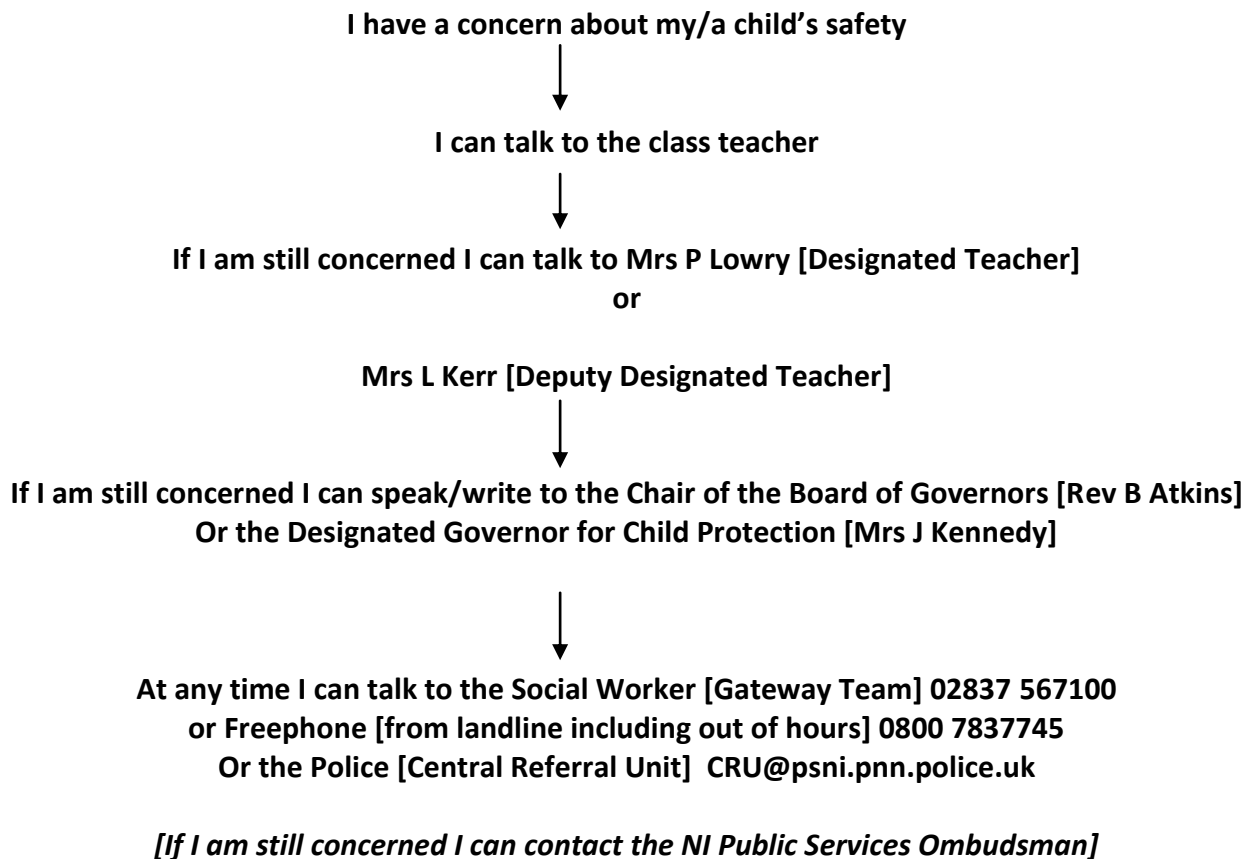 I have a concern about my/a child’s safety
I can talk to the class teacher
If I am still concerned I can talk to Mrs P Lowry [Designated Teacher]
or
Mrs L Kerr [Deputy Designated Teacher]
If I am still concerned I can speak/write to the Chair of the Board of Governors [Rev B Atkins]
Or the Designated Governor for Child Protection [Mrs J Kennedy]
At any time I can talk to the Social Worker [Gateway Team] 02837 567100
or Freephone [from landline including out of hours] 0800 7837745
Or the Police [Central Referral Unit]  CRU@psni.pnn.police.uk
[If I am still concerned I can contact the NI Public Services Ombudsman]